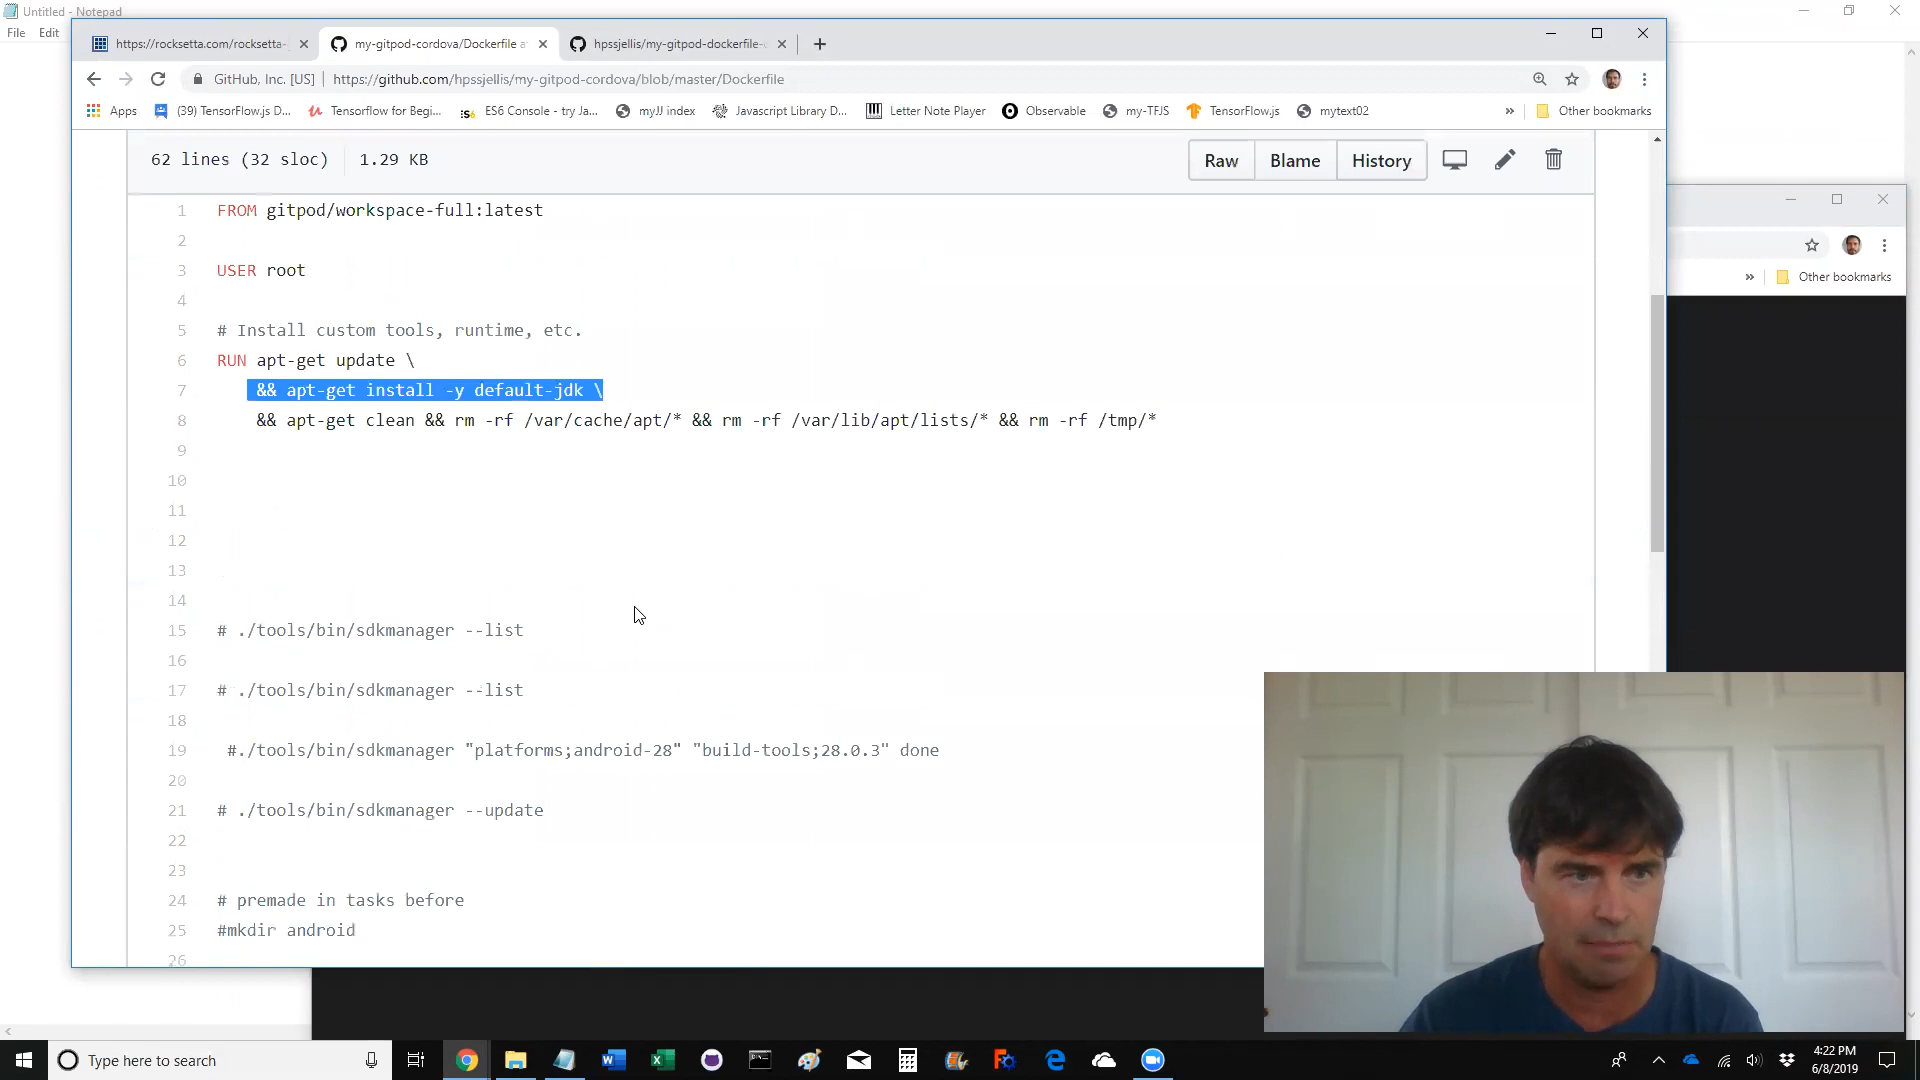 Untitled - Notepad
File Edit
https://rocksetta.com/rocksetta-
my-gitpod-cordova/Dockerfile a
hpssjellis/my-gitpod-dockerfile-
GitHub, Inc. [US] | https://github.com/hpssjellis/my-gitpod-cordova/blob/master/Dockerfile
Apps (39) TensorFlow.js D... Tensorflow for Begi... ES6 Console - try Ja... myJJ index Javascript Library D... Letter Note Player Observable my-TFJS TensorFlow.js mytext02 » Other bookmarks
62 lines (32 sloc) 1.29 KB Raw Blame History
1 FROM gitpod/workspace-full:latest
2
3 USER root
4
5 # Install custom tools, runtime, etc.
6 RUN apt-get update \
7 && apt-get install -y default-jdk \
8 && apt-get clean && rm -rf /var/cache/apt/* && rm -rf /var/lib/apt/lists/* && rm -rf /tmp/*
9
10
11
12
13
14
15 # ./tools/bin/sdkmanager --list
16
17 # ./tools/bin/sdkmanager --list
18
19 #./tools/bin/sdkmanager "platforms;android-28" "build-tools;28.0.3" done
20
21 # ./tools/bin/sdkmanager --update
22
23
24 # premade in tasks before
25 #mkdir android
26
» Other bookmarks
Type here to search
4:22 PM
6/8/2019